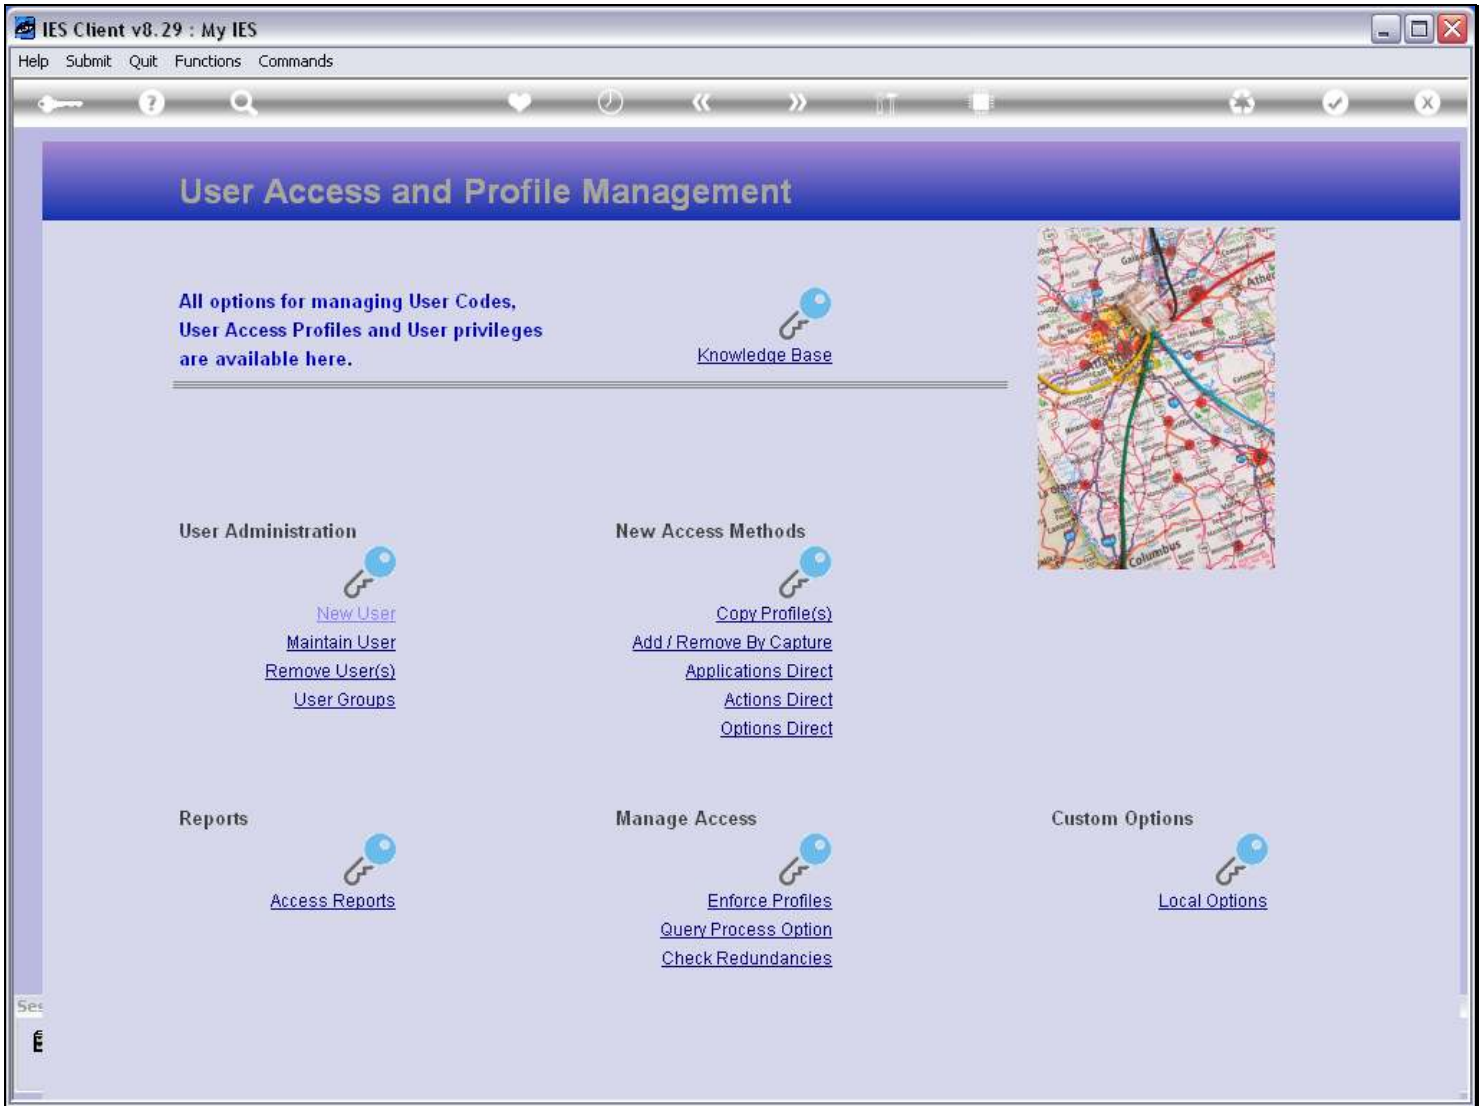 IES Client v8.29 : My IES
Help Submit Quit Functions Commands
User Access and Profile Management
All options for managing User Codes,
User Access Profiles and User privileges
are available here.
Knowledge Base
User Administration
New User
Maintain User
Remove User(s)
User Groups
New Access Methods
Copy Profile(s)
Add / Remove By Capture
Applications Direct
Actions Direct
Options Direct
Columbus
Reports
Access Reports
Manage Access
Enforce Profiles
Query Process Option
Check Redundancies
Custom Options
Local Options
Ses